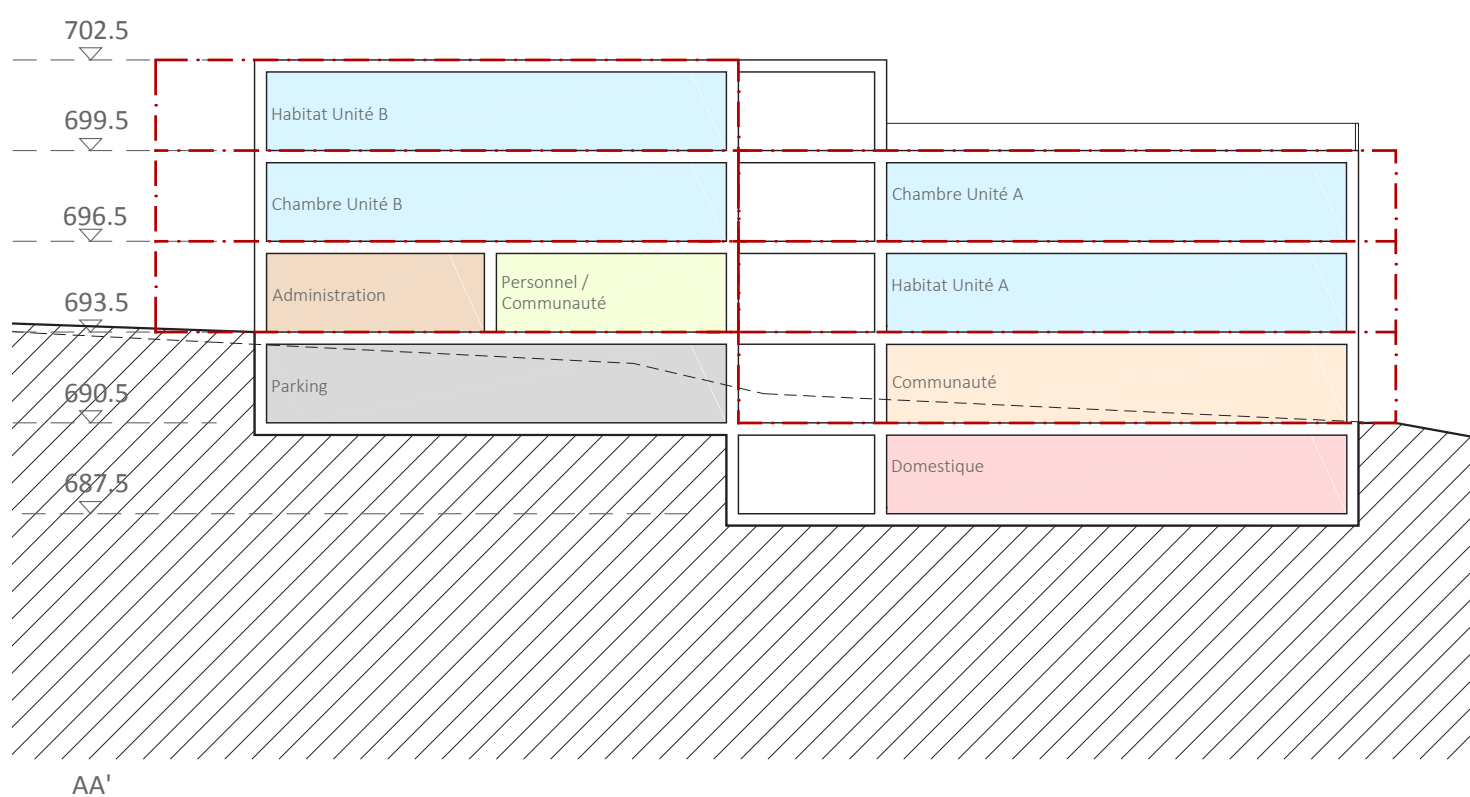 702.5
Habitat Unité B
699.5
Chambre Unité B
Chambre Unité A
696.5
Administration
Personnel /
Communauté
Habitat Unité A
693.5
Parking
Communauté
690.5
Domestique
687.5
AA'